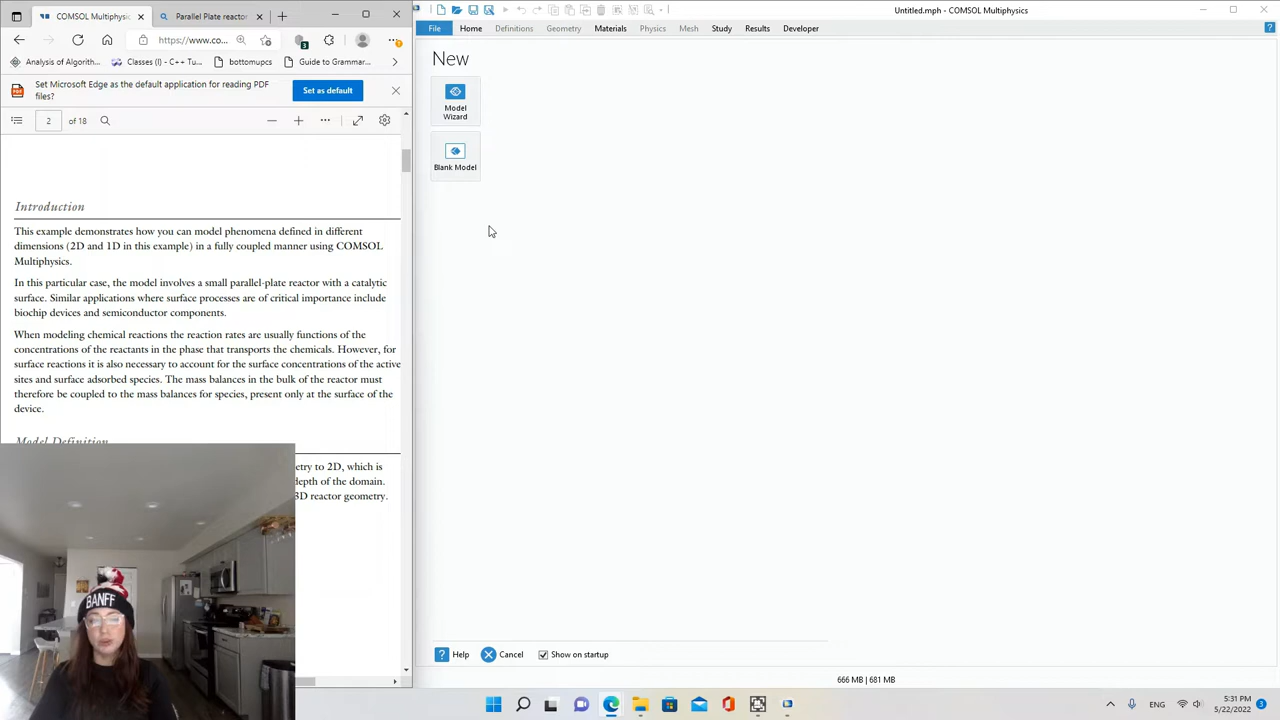 COMSOL Multiphysics
Parallel Plate reactor
Untitled.mph - COMSOL Multiphysics
File Home Definitions Geometry Materials Physics Mesh Study Results Developer
https://www.co...
Analysis of Algorith...
Classes (I) - C++ Tu...
bottomupcs
Guide to Grammar...
Set Microsoft Edge as the default application for reading PDF
files?
Set as default
2 of 18
Introduction
This example demonstrates how you can model phenomena defined in different
dimensions (2D and 1D in this example) in a fully coupled manner using COMSOL
Multiphysics.
In this particular case, the model involves a small parallel-plate reactor with a catalytic
surface. Similar applications where surface processes are of critical importance include
biochip devices and semiconductor components.
When modeling chemical reactions the reaction rates are usually functions of the
concentrations of the reactants in the phase that transports the chemicals. However, for
surface reactions it is also necessary to account for the surface concentrations of the active
sites and surface adsorbed species. The mass balances in the bulk of the reactor must
therefore be coupled to the mass balances for species, present only at the surface of the
device.
Model Definition
etry to 2D, which is
depth of the domain.
3D reactor geometry.
BANFF
New
Model
Wizard
Blank Model
Help
Cancel
Show on startup
666 MB | 681 MB
ENG
5:31 PM
5/22/2022
3